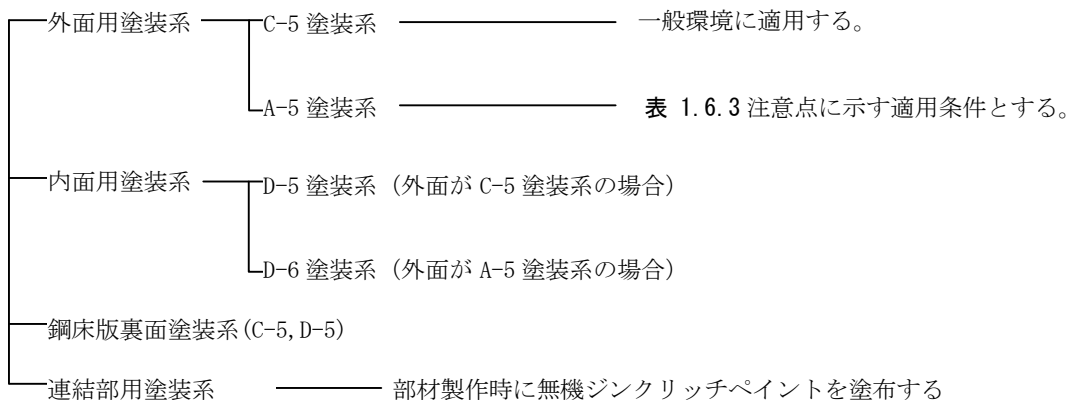 外面用塗装系 C-5 塗装系 一般環境に適用する。
A-5 塗装系 表 1.6.3 注意点に示す適用条件とする。
内面用塗装系 D-5 塗装系（外面が C-5 塗装系の場合）
D-6 塗装系（外面が A-5 塗装系の場合）
鋼床版裏面塗装系(C-5,D-5)
連結部用塗装系 部材製作時に無機ジンクリッチペイントを塗布する